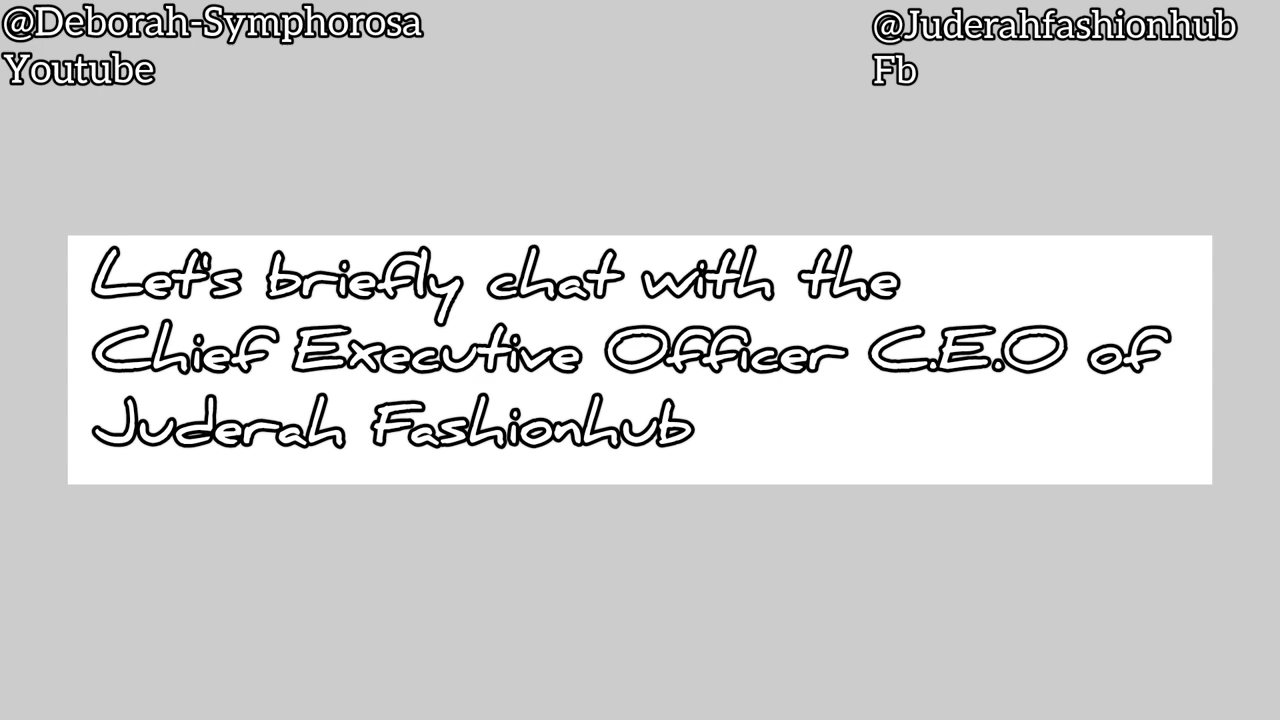 @Deborah-Symphorosa
Youtube
@Juderahfashionhub
Fb
Let's briefly chat with the
Chief Executive Officer C.E.O of
Juderah Fashionhub